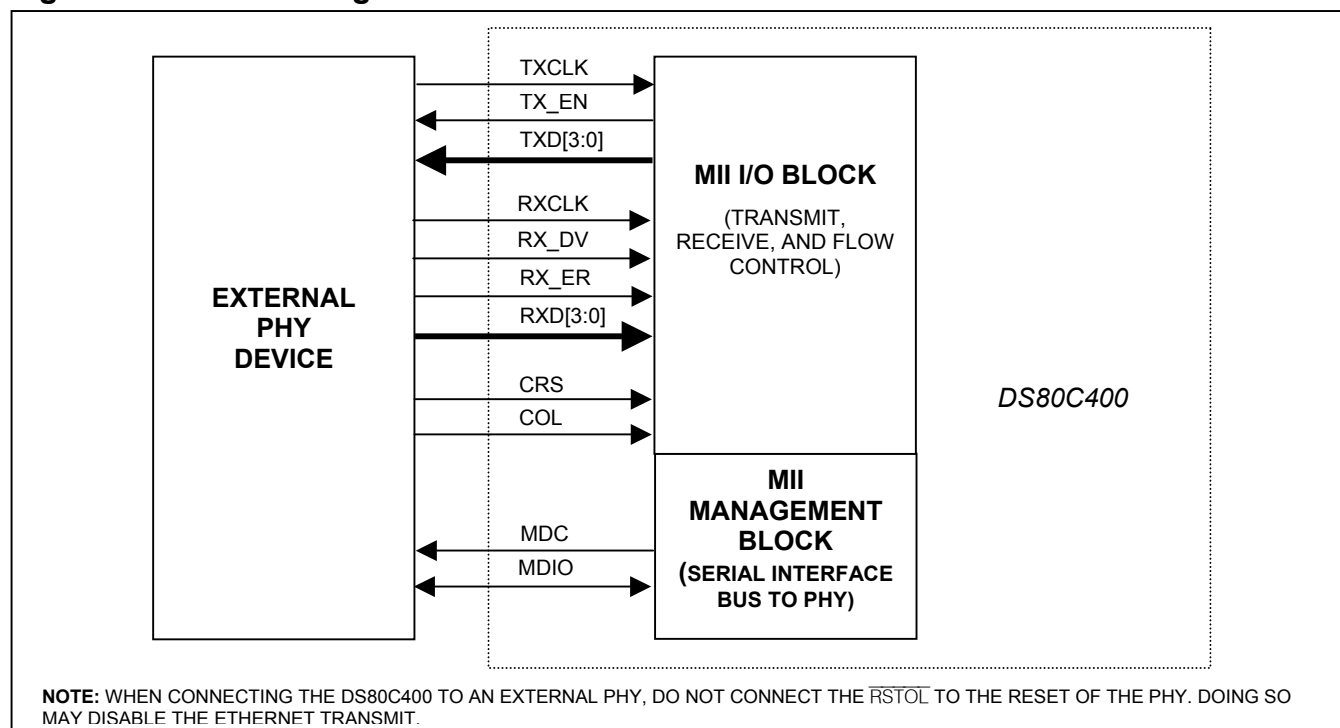 TXCLK
TX_EN
TXD[3:0]
RXCLK
RX_DV
RX_ER
RXD[3:0]
CRS
COL
MDC
MDIO
EXTERNAL
PHY
DEVICE
MII I/O BLOCK
(TRANSMIT,
RECEIVE, AND FLOW
CONTROL)
MII
MANAGEMENT
BLOCK
(SERIAL INTERFACE
BUS TO PHY)
DS80C400
NOTE: WHEN CONNECTING THE DS80C400 TO AN EXTERNAL PHY, DO NOT CONNECT THE RSTOL TO THE RESET OF THE PHY. DOING SO
MAY DISABLE THE ETHERNET TRANSMIT.